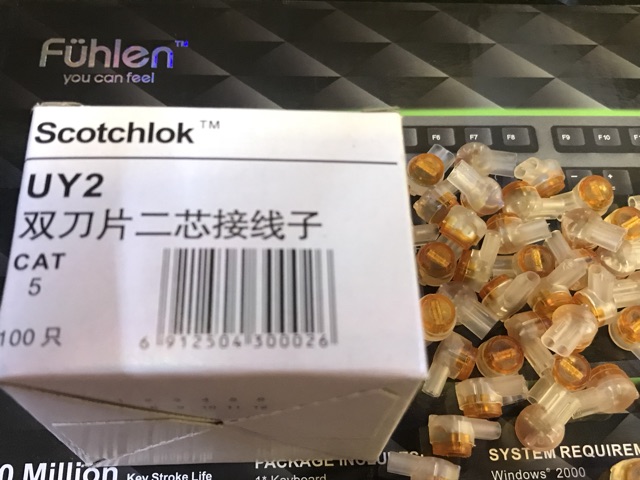 Fühlen™
you can feel
F6 F7 F8 F9 F10
Scotchlok™
UY2
双刀片二芯接线子
CAT
5
100 只
6 912504 300026
0 Million Key Stroke Life
PACKAGE INCLUDES:
1* Keyboard
SYSTEM REQUIREM
Windows® 2000